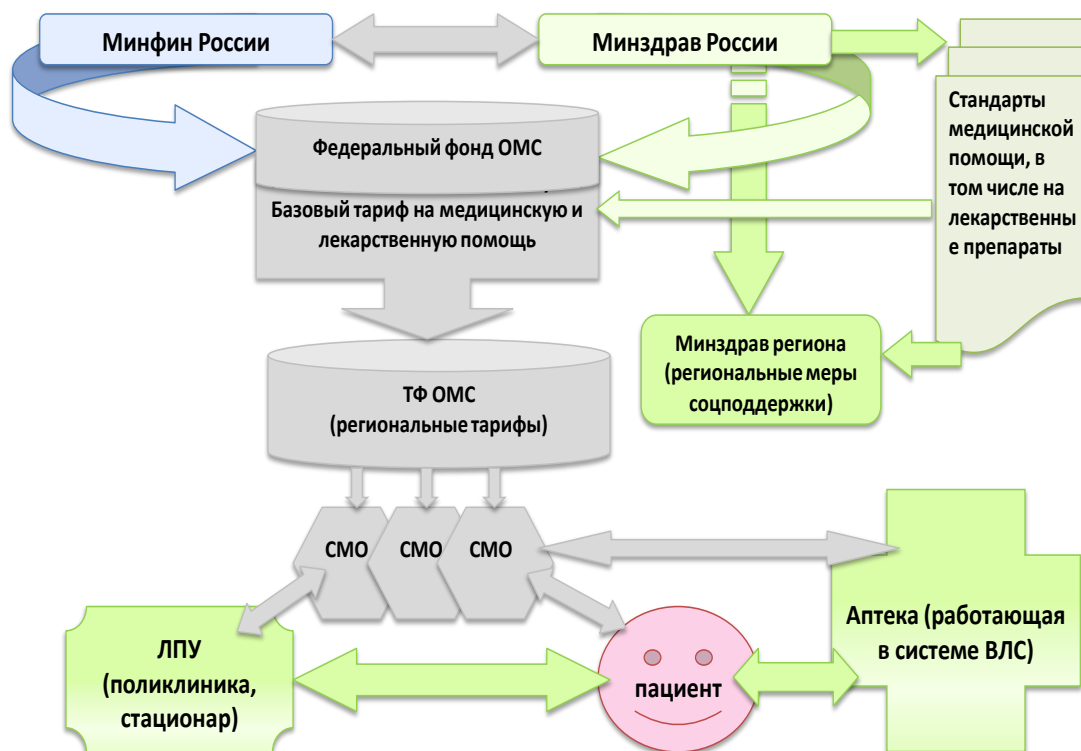 Минфин России
Минздрав России
Стандарты
медицинской
помощи, в
том числе на
лекарственны
е препараты
Федеральный фонд ОМС
Базовый тариф на медицинскую и
лекарственную помощь
Минздрав региона
(региональные меры
соцподдержки)
ТФ ОМС
(региональные тарифы)
СМО
СМО
СМО
Аптека (работающая
в системе ВЛС)
ЛПУ
(поликлиника,
стационар)
пациент